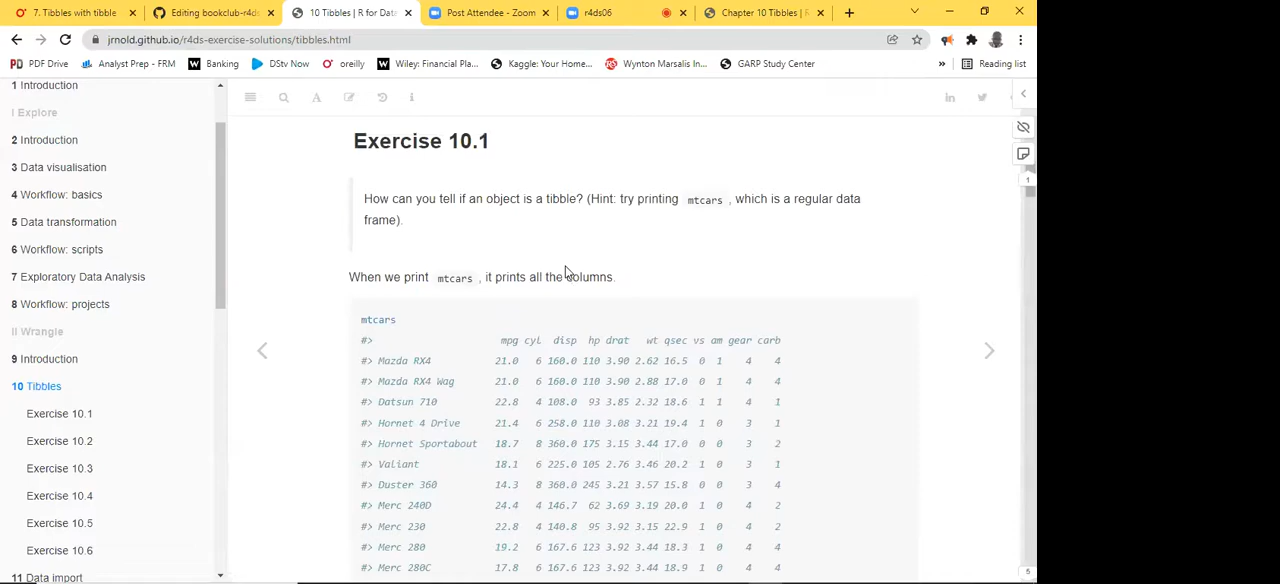 7. Tibbles with tibble
Editing bookclub-r4ds
10 Tibbles | R for Dat
Post Attendee - Zoom
r4ds06
Chapter 10 Tibbles | R
jrnold.github.io/r4ds-exercise-solutions/tibbles.html
PDF Drive
Analyst Prep - FRM
Banking
DStv Now
oreilly
Wiley: Financial Pla...
Kaggle: Your Home...
Wynton Marsalis In...
GARP Study Center
»
Reading list
1 Introduction
I Explore
2 Introduction
3 Data visualisation
4 Workflow: basics
5 Data transformation
6 Workflow: scripts
7 Exploratory Data Analysis
8 Workflow: projects
II Wrangle
9 Introduction
10 Tibbles
Exercise 10.1
Exercise 10.2
Exercise 10.3
Exercise 10.4
Exercise 10.5
Exercise 10.6
11 Data import
Exercise 10.1
How can you tell if an object is a tibble? (Hint: try printing mtcars , which is a regular data
frame).
When we print mtcars , it prints all the columns.
mtcars
#> mpg cyl disp hp drat wt qsec vs am gear carb
#> Mazda RX4 21.0 6 160.0 110 3.90 2.62 16.5 0 1 4 4
#> Mazda RX4 Wag 21.0 6 160.0 110 3.90 2.88 17.0 0 1 4 4
#> Datsun 710 22.8 4 108.0 93 3.85 2.32 18.6 1 1 4 1
#> Hornet 4 Drive 21.4 6 258.0 110 3.08 3.21 19.4 1 0 3 1
#> Hornet Sportabout 18.7 8 360.0 175 3.15 3.44 17.0 0 0 3 2
#> Valiant 18.1 6 225.0 105 2.76 3.46 20.2 1 0 3 1
#> Duster 360 14.3 8 360.0 245 3.21 3.57 15.8 0 0 3 4
#> Merc 240D 24.4 4 146.7 62 3.69 3.19 20.0 1 0 4 2
#> Merc 230 22.8 4 140.8 95 3.92 3.15 22.9 1 0 4 2
#> Merc 280 19.2 6 167.6 123 3.92 3.44 18.3 1 0 4 4
#> Merc 280C 17.8 6 167.6 123 3.92 3.44 18.9 1 0 4 4
1
5